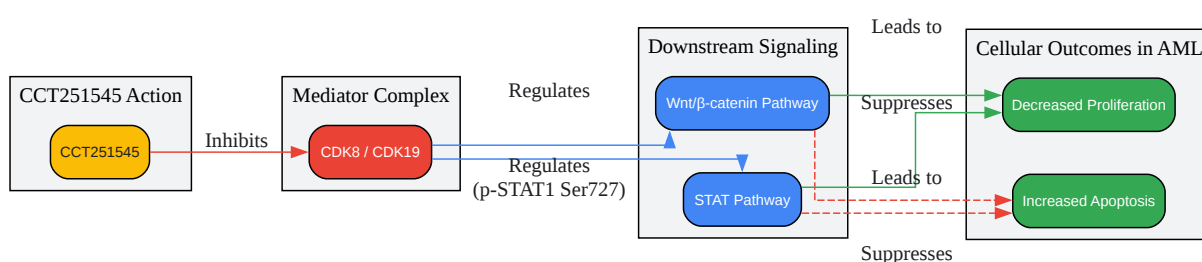 CCT251545 Action
CCT251545
Inhibits
Mediator Complex
CDK8 / CDK19
Regulates
Regulates
(p-STAT1 Ser727)
Downstream Signaling
Wnt/β-catenin Pathway
STAT Pathway
Leads to
Suppresses
Leads to
Suppresses
Cellular Outcomes in AML
Decreased Proliferation
Increased Apoptosis